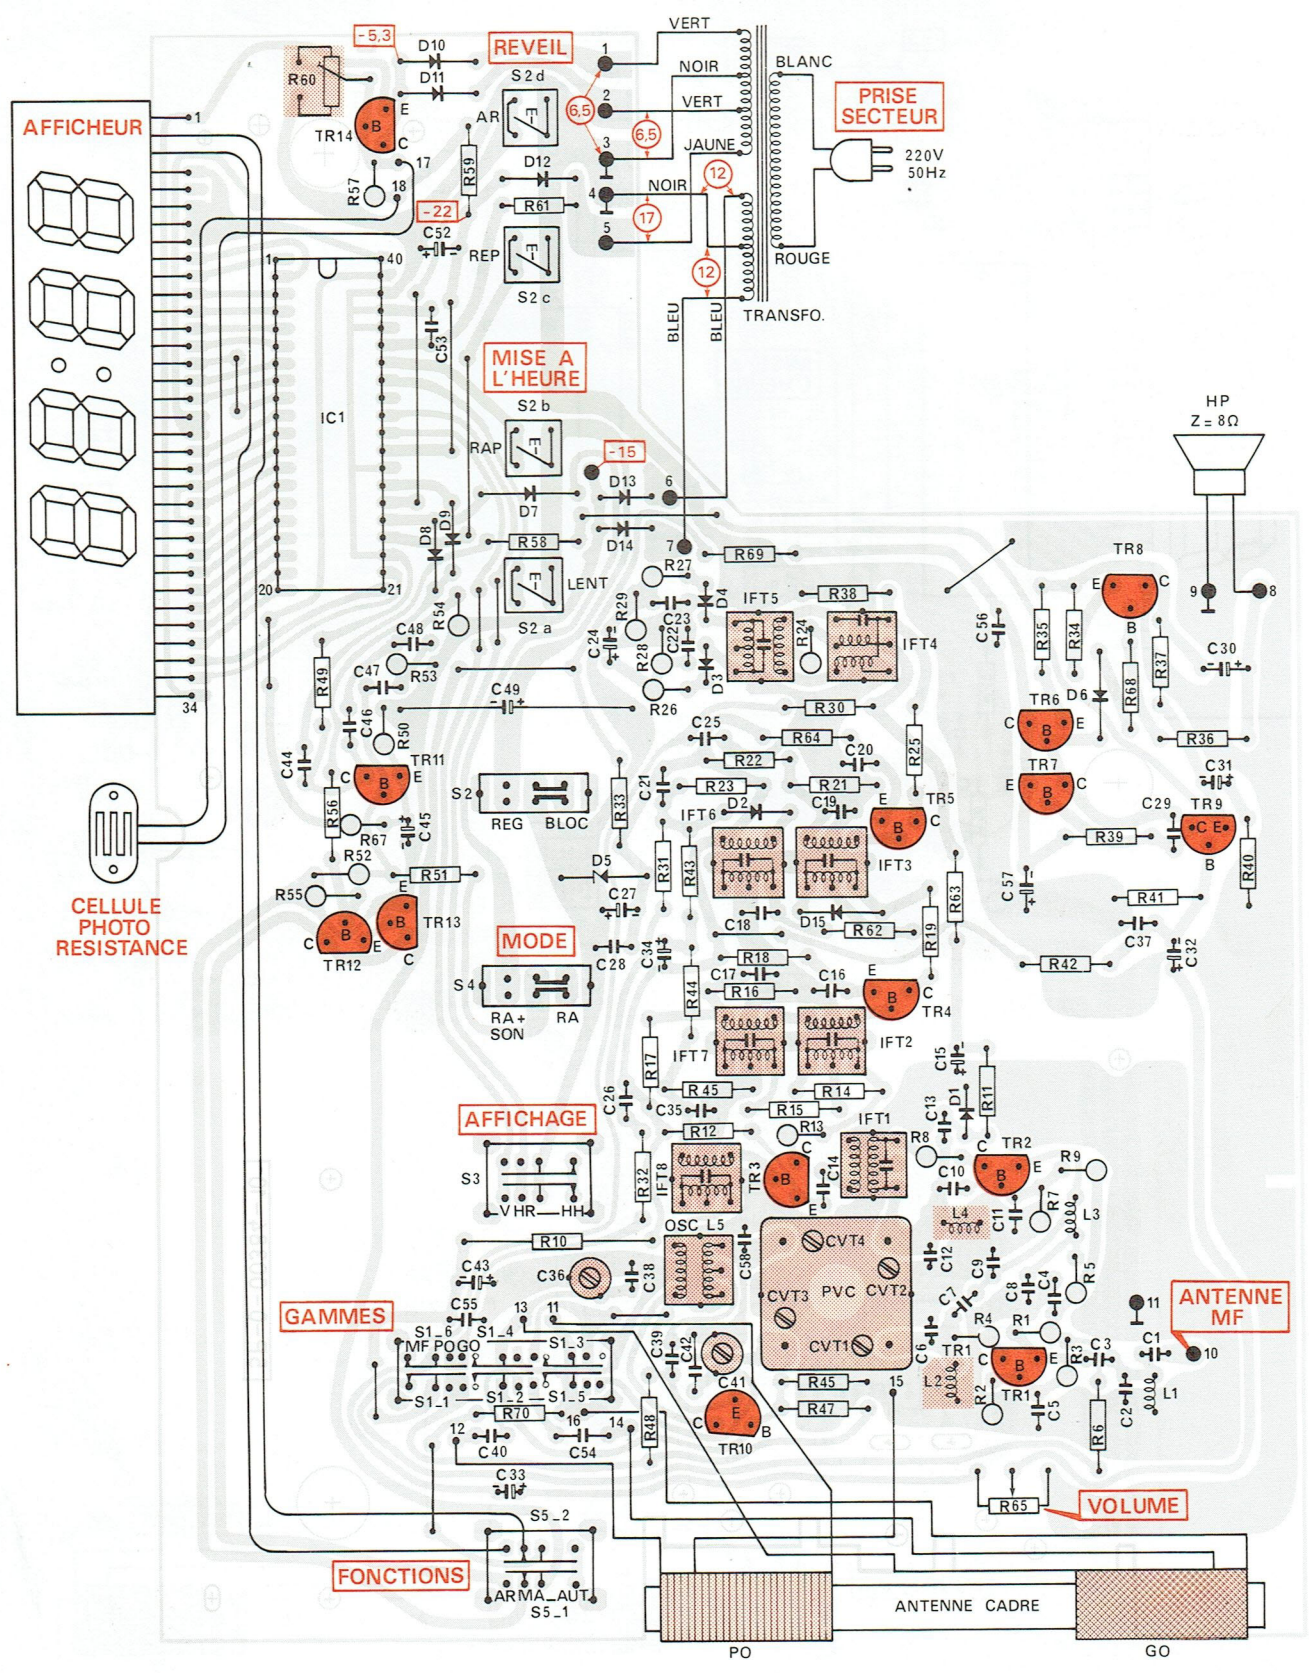 VERT
-5,3
D10
REVEIL
1
S2d
NOIR
BLANC
R60
D11
2
VERT
PRISE
SECTEUR
E
AR
6,5
AFFICHEUR
1
B
TR14
C
6,5
JAUNE
220V
50Hz
3
D12
17
R59
12
R57
18
4
NOIR
-22
R61
17
C52
5
REP
ROUGE
1
40
12
S2c
TRANSFO.
BLEU
BLEU
C53
MISE A
L'HEURE
HP
Z = 8Ω
S2b
IC1
RAP
-15
D13
6
D7
D8
D9
D14
R58
7
R69
TR8
R27
LENT
20
21
R54
S2a
R29
C23
D4
IFT5
R38
E
C
9
8
B
C24
C22
R28
D3
R24
IFT4
C56
R35
R34
C48
R53
R49
C47
R68
R37
C30
D6
C49
R26
R30
34
C46
R50
C25
R64
R25
TR6
C
B
E
R36
C44
R22
C20
TR11
C
E
B
C31
TR7
E
B
C
S2
REG
BLOC
R33
C21
R23
R21
R56
D2
C19
E
TR5
C
B
IFT6
R67
C45
C29
TR9
C E
B
R39
R52
D5
R31
R43
IFT3
R40
R51
R55
C27
E
B
C
TR13
C57
R41
R63
CELLULE
PHOTO
RESISTANCE
C18
D15
R62
R19
C37
C
B
E
TR12
MODE
C28
C34
R18
C32
R42
S4
C17
R16
C16
E
B
C
TR4
R44
RA+
SON
RA
IFT7
IFT2
R17
C15
C26
R45
R14
R11
AFFICHAGE
C35
R15
C13
D1
R12
R13
IFT1
R8
TR2
C
E
B
R9
S3
R32
IFT8
TR3
C
B
E
C14
C10
V HR
HH
R7
OSC L5
L4
C11
L3
R10
C58
CVT4
C12
C36
C38
C9
C43
PVC
CVT2
C8
C4
R5
CVT3
C7
11
ANTENNE
MF
GAMMES
C55
13
11
R4
R1
C1
S1_6
S1_4
S1_3
MF PO GO
C39
C42
CVT1
C6
TR1
C
B
E
R3
C3
10
C41
R45
15
L2
TR1
S1_1
S1_2
S1_5
R2
C2
L1
R70
R47
C5
12
16
14
R48
C
E
B
TR10
R6
C40
C54
C33
R65
VOLUME
S5_2
FONCTIONS
AR MA AUT.
S5_1
ANTENNE CADRE
PO
GO